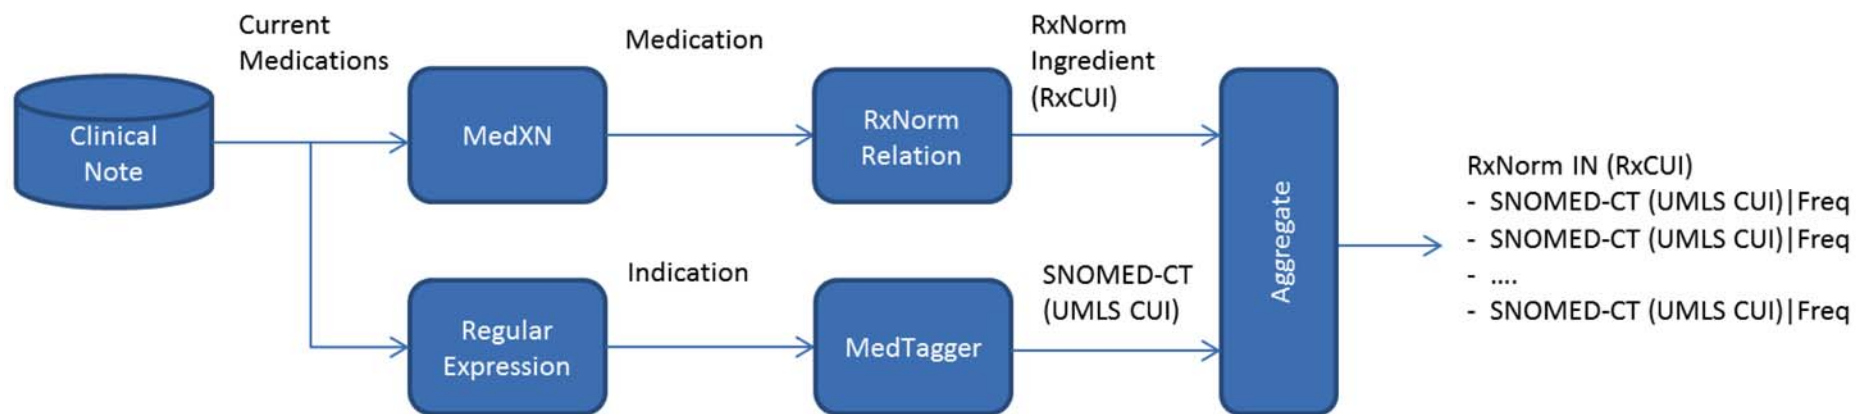 Current
Medications
Medication
RxNorm
Ingredient
(RxCUI)
Clinical
Note
MedXN
RxNorm
Relation
Aggregate
RxNorm IN (RxCUI)
- SNOMED-CT (UMLS CUI)|Freq
- SNOMED-CT (UMLS CUI)|Freq
- ....
- SNOMED-CT (UMLS CUI)|Freq
Indication
SNOMED-CT
(UMLS CUI)
Regular
Expression
MedTagger